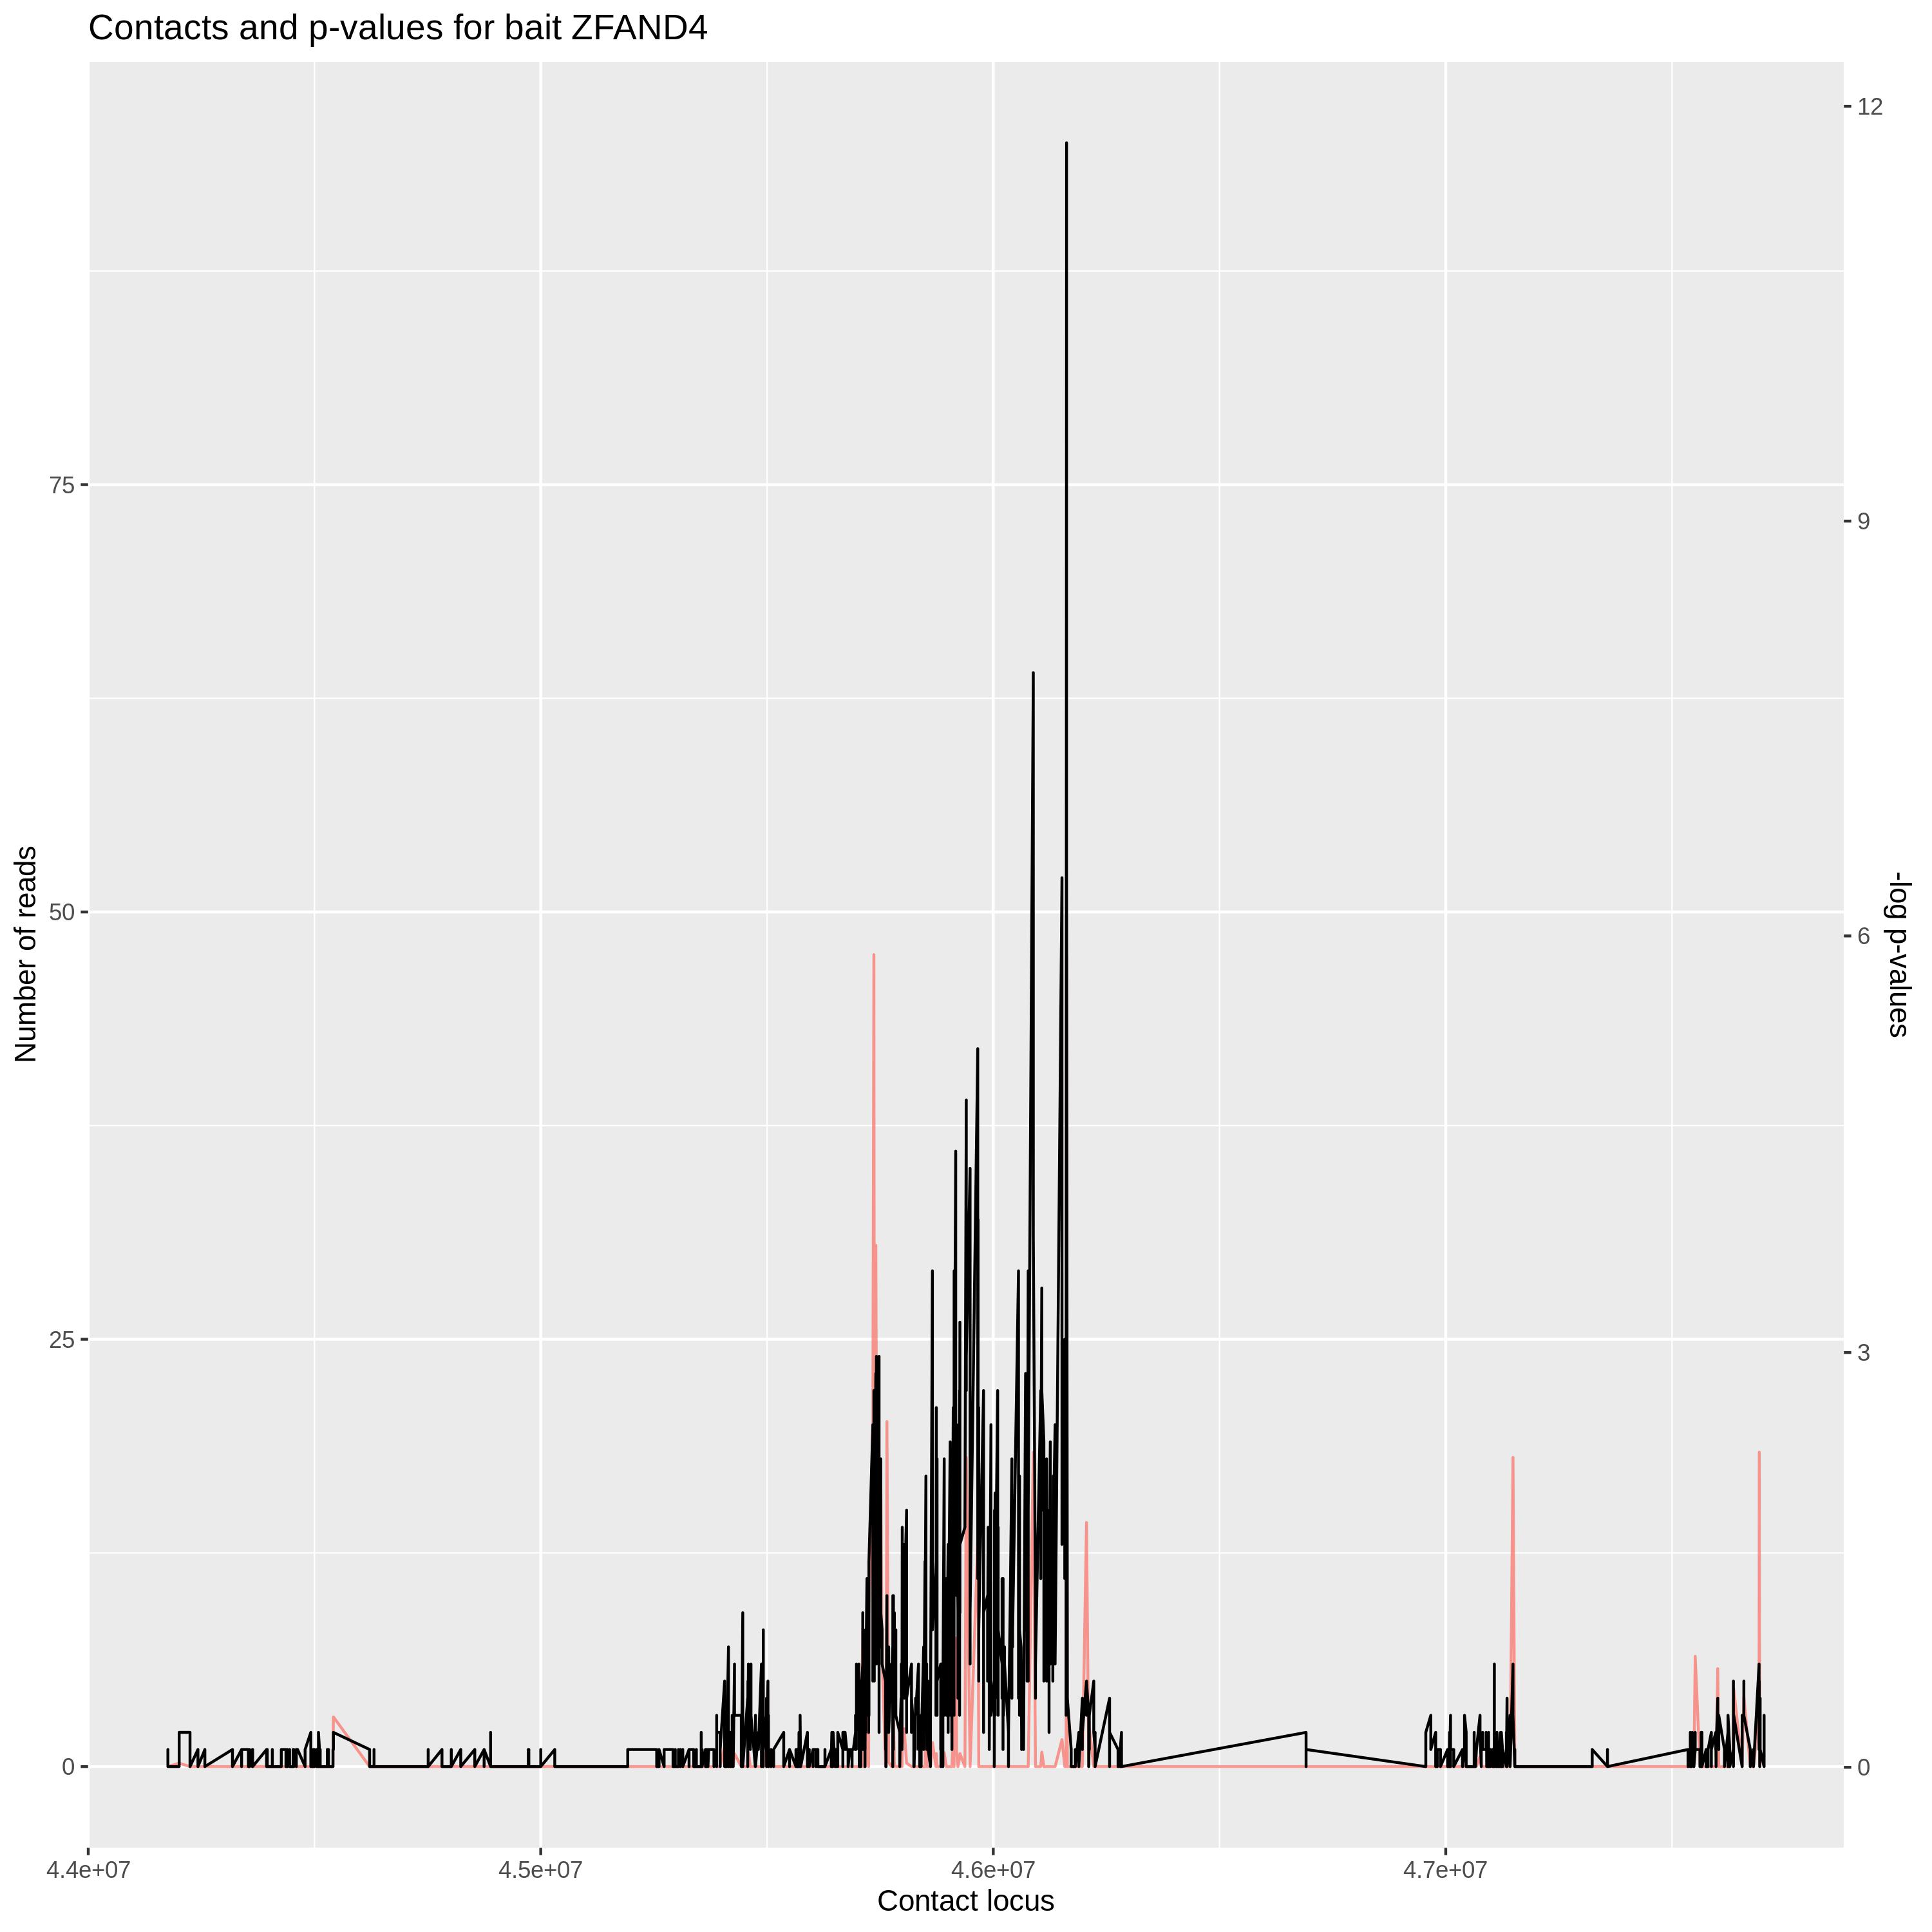 Contacts and p-values for bait ZFAND4
12
75
9
Number of reads
50
6
-log p-values
25
3
0
0
4.4e+07
4.5e+07
4.6e+07
4.7e+07
Contact locus